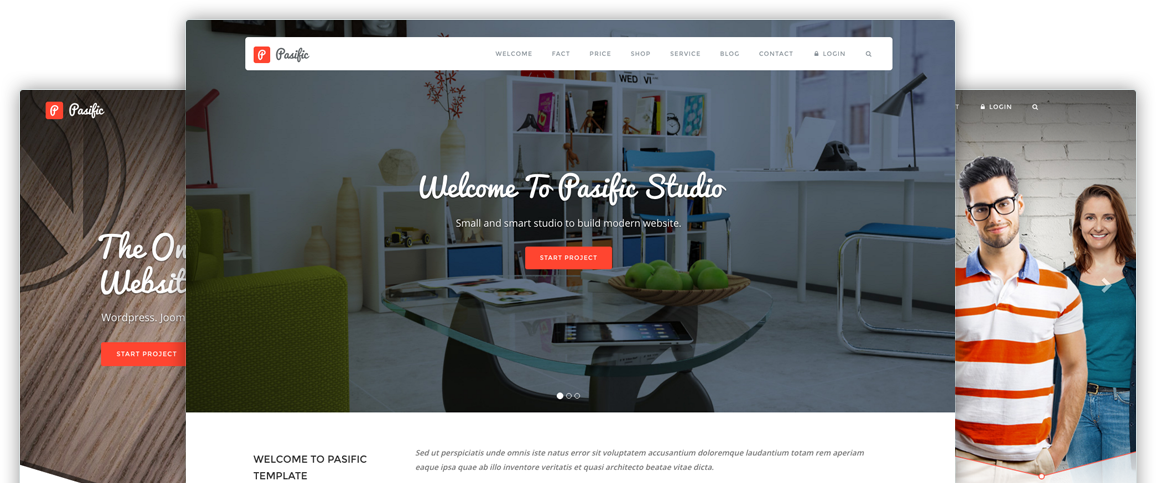 P Pasific
WELCOME FACT PRICE SHOP SERVICE BLOG CONTACT LOGIN
WED VI
Welcome To Pasific Studio
Small and smart studio to build modern website.
START PROJECT
WELCOME TO PASIFIC
TEMPLATE
Sed ut perspiciatis unde omnis iste natus error sit voluptatem accusantium doloremque laudantium totam rem aperiam
eaque ipsa quae ab illo inventore veritatis et quasi architecto beatae vitae dicta.
P Pasific
The On
Websit
Wordpress. Joom
START PROJECT
T LOGIN